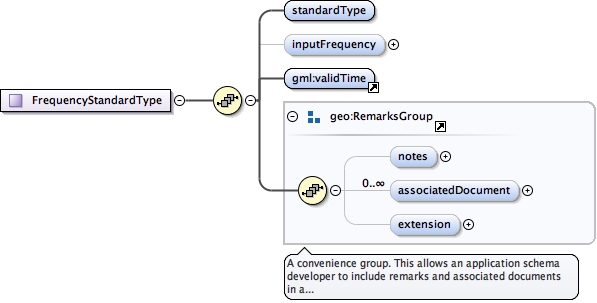 standardType
inputFrequency
gml:validTime
FrequencyStandardType
geo:RemarksGroup
notes
0..∞
associatedDocument
extension
A convenience group. This allows an application schema
developer to include remarks and associated documents
in a...